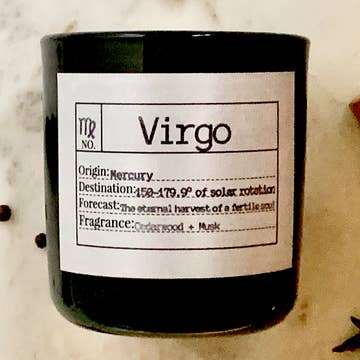 ♍ Virgo
NO.
Origin: Mercury
Destination: 150-179.9° of solar rotation
Forecast: The eternal harvest of a fertile soul
Fragrance: Cedarwood + Musk